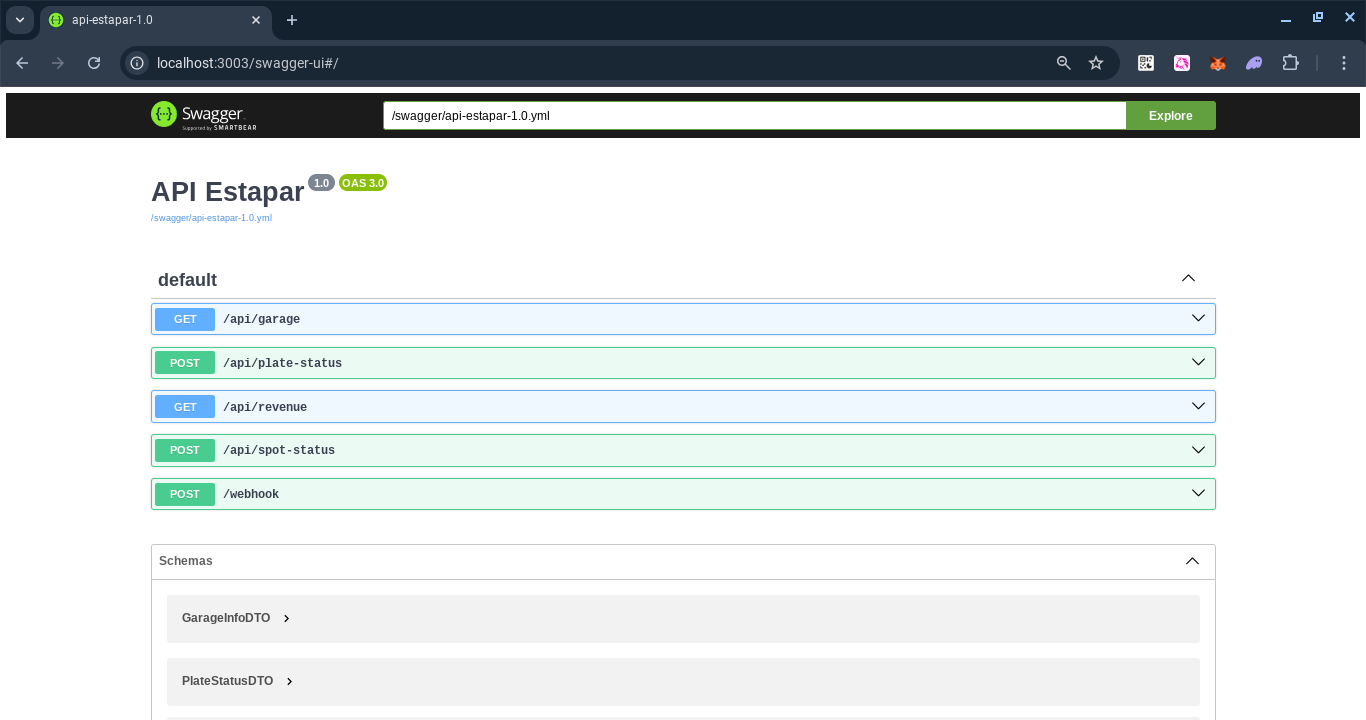 api-estapar-1.0
localhost:3003/swagger-ui#/
Swagger
Supported by SMARTBEAR
/swagger/api-estapar-1.0.yml
Explore
API Estapar 1.0 OAS 3.0
/swagger/api-estapar-1.0.yml
default
GET /api/garage
POST /api/plate-status
GET /api/revenue
POST /api/spot-status
POST /webhook
Schemas
GarageInfoDTO
PlateStatusDTO